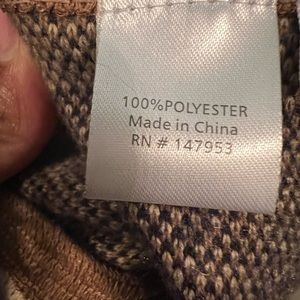 100%POLYESTER
Made in China
RN # 147953